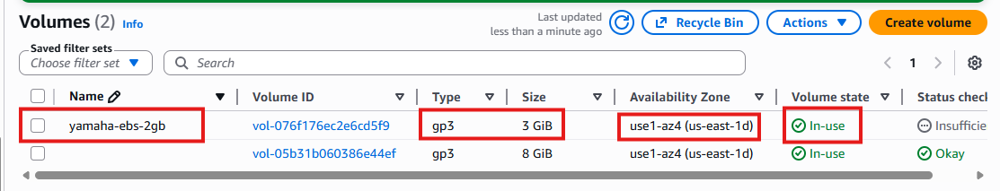 Volumes (2) Info
Last updated
less than a minute ago
Recycle Bin
Actions
Create volume
Saved filter sets
Choose filter set
Search
1
Name Volume ID Type Size Availability Zone Volume state Status check
yamaha-ebs-2gb vol-076f176ec2e6cd5f9 gp3 3 GiB use1-az4 (us-east-1d) In-use Insufficie
vol-05b31b060386e44ef gp3 8 GiB use1-az4 (us-east-1d) In-use Okay